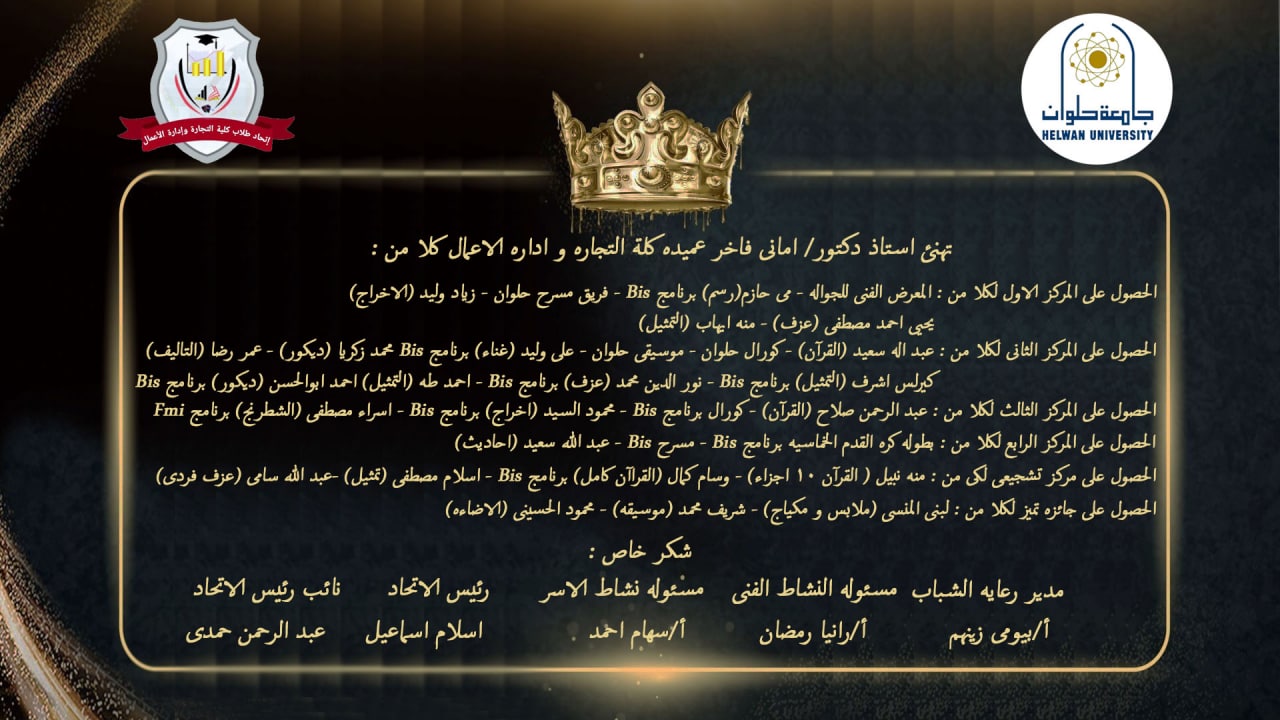 إتحاد طلاب كلية التجارة وإدارة الأعمال
جامعة حلوان
HELWAN UNIVERSITY
تهنئ استاذ دكتور/ امانى فاخر عميده كلة التجاره و اداره الاعمال كلا من :
الحصول على المركز الاول لكلا من : المعرض الفنى للجواله - مى حازم(رسم) برنامج Bis - فريق مسرح حلوان - زياد وليد (الاخراج)
يحيى احمد مصطفى (عزف) - منه ايهاب (التمثيل)
الحصول على المركز الثانى لكلا من : عبد اله سعيد (القرآن) - كورال حلوان - موسيقى حلوان - على وليد (غناء) برنامج Bis محمد زكريا (ديكور) - عمر رضا (التاليف)
كيرلس اشرف (التمثيل) برنامج Bis - نور الدين محمد (عزف) برنامج Bis - احمد طه (التمثيل) احمد ابوالحسن (ديكور) برنامج Bis
الحصول على المركز الثالث لكلا من : عبد الرحمن صلاح (القرآن) - كورال برنامج Bis - محمود السيد (اخراج) برنامج Bis - اسراء مصطفى (الشطرنج) برنامج Fmi
الحصول على المركز الرابع لكلا من : بطوله كره القدم الخماسيه برنامج Bis - مسرح Bis - عبد الله سعيد (احاديث)
الحصول على مركز تشجيعى لكى من : منه نبيل ( القرآن ١٠ اجزاء) - وسام كمال (القراآن كامل) برنامج Bis - اسلام مصطفى (تمثيل) -عبد الله سامى (عزف فردى)
الحصول على جائزه تميز لكلا من : لبنى المنسى (ملابس و مكياج) - شريف محمد (موسيقه) - محمود الحسينى (الاضاءه)
شكر خاص :
مدير رعايه الشباب مسئوله النشاط الفنى مسئوله نشاط الاسر رئيس الاتحاد نائب رئيس الاتحاد
أ/بيومى زينهم أ/رانيا رمضان أ/سهام احمد اسلام اسماعيل عبد الرحمن حمدى